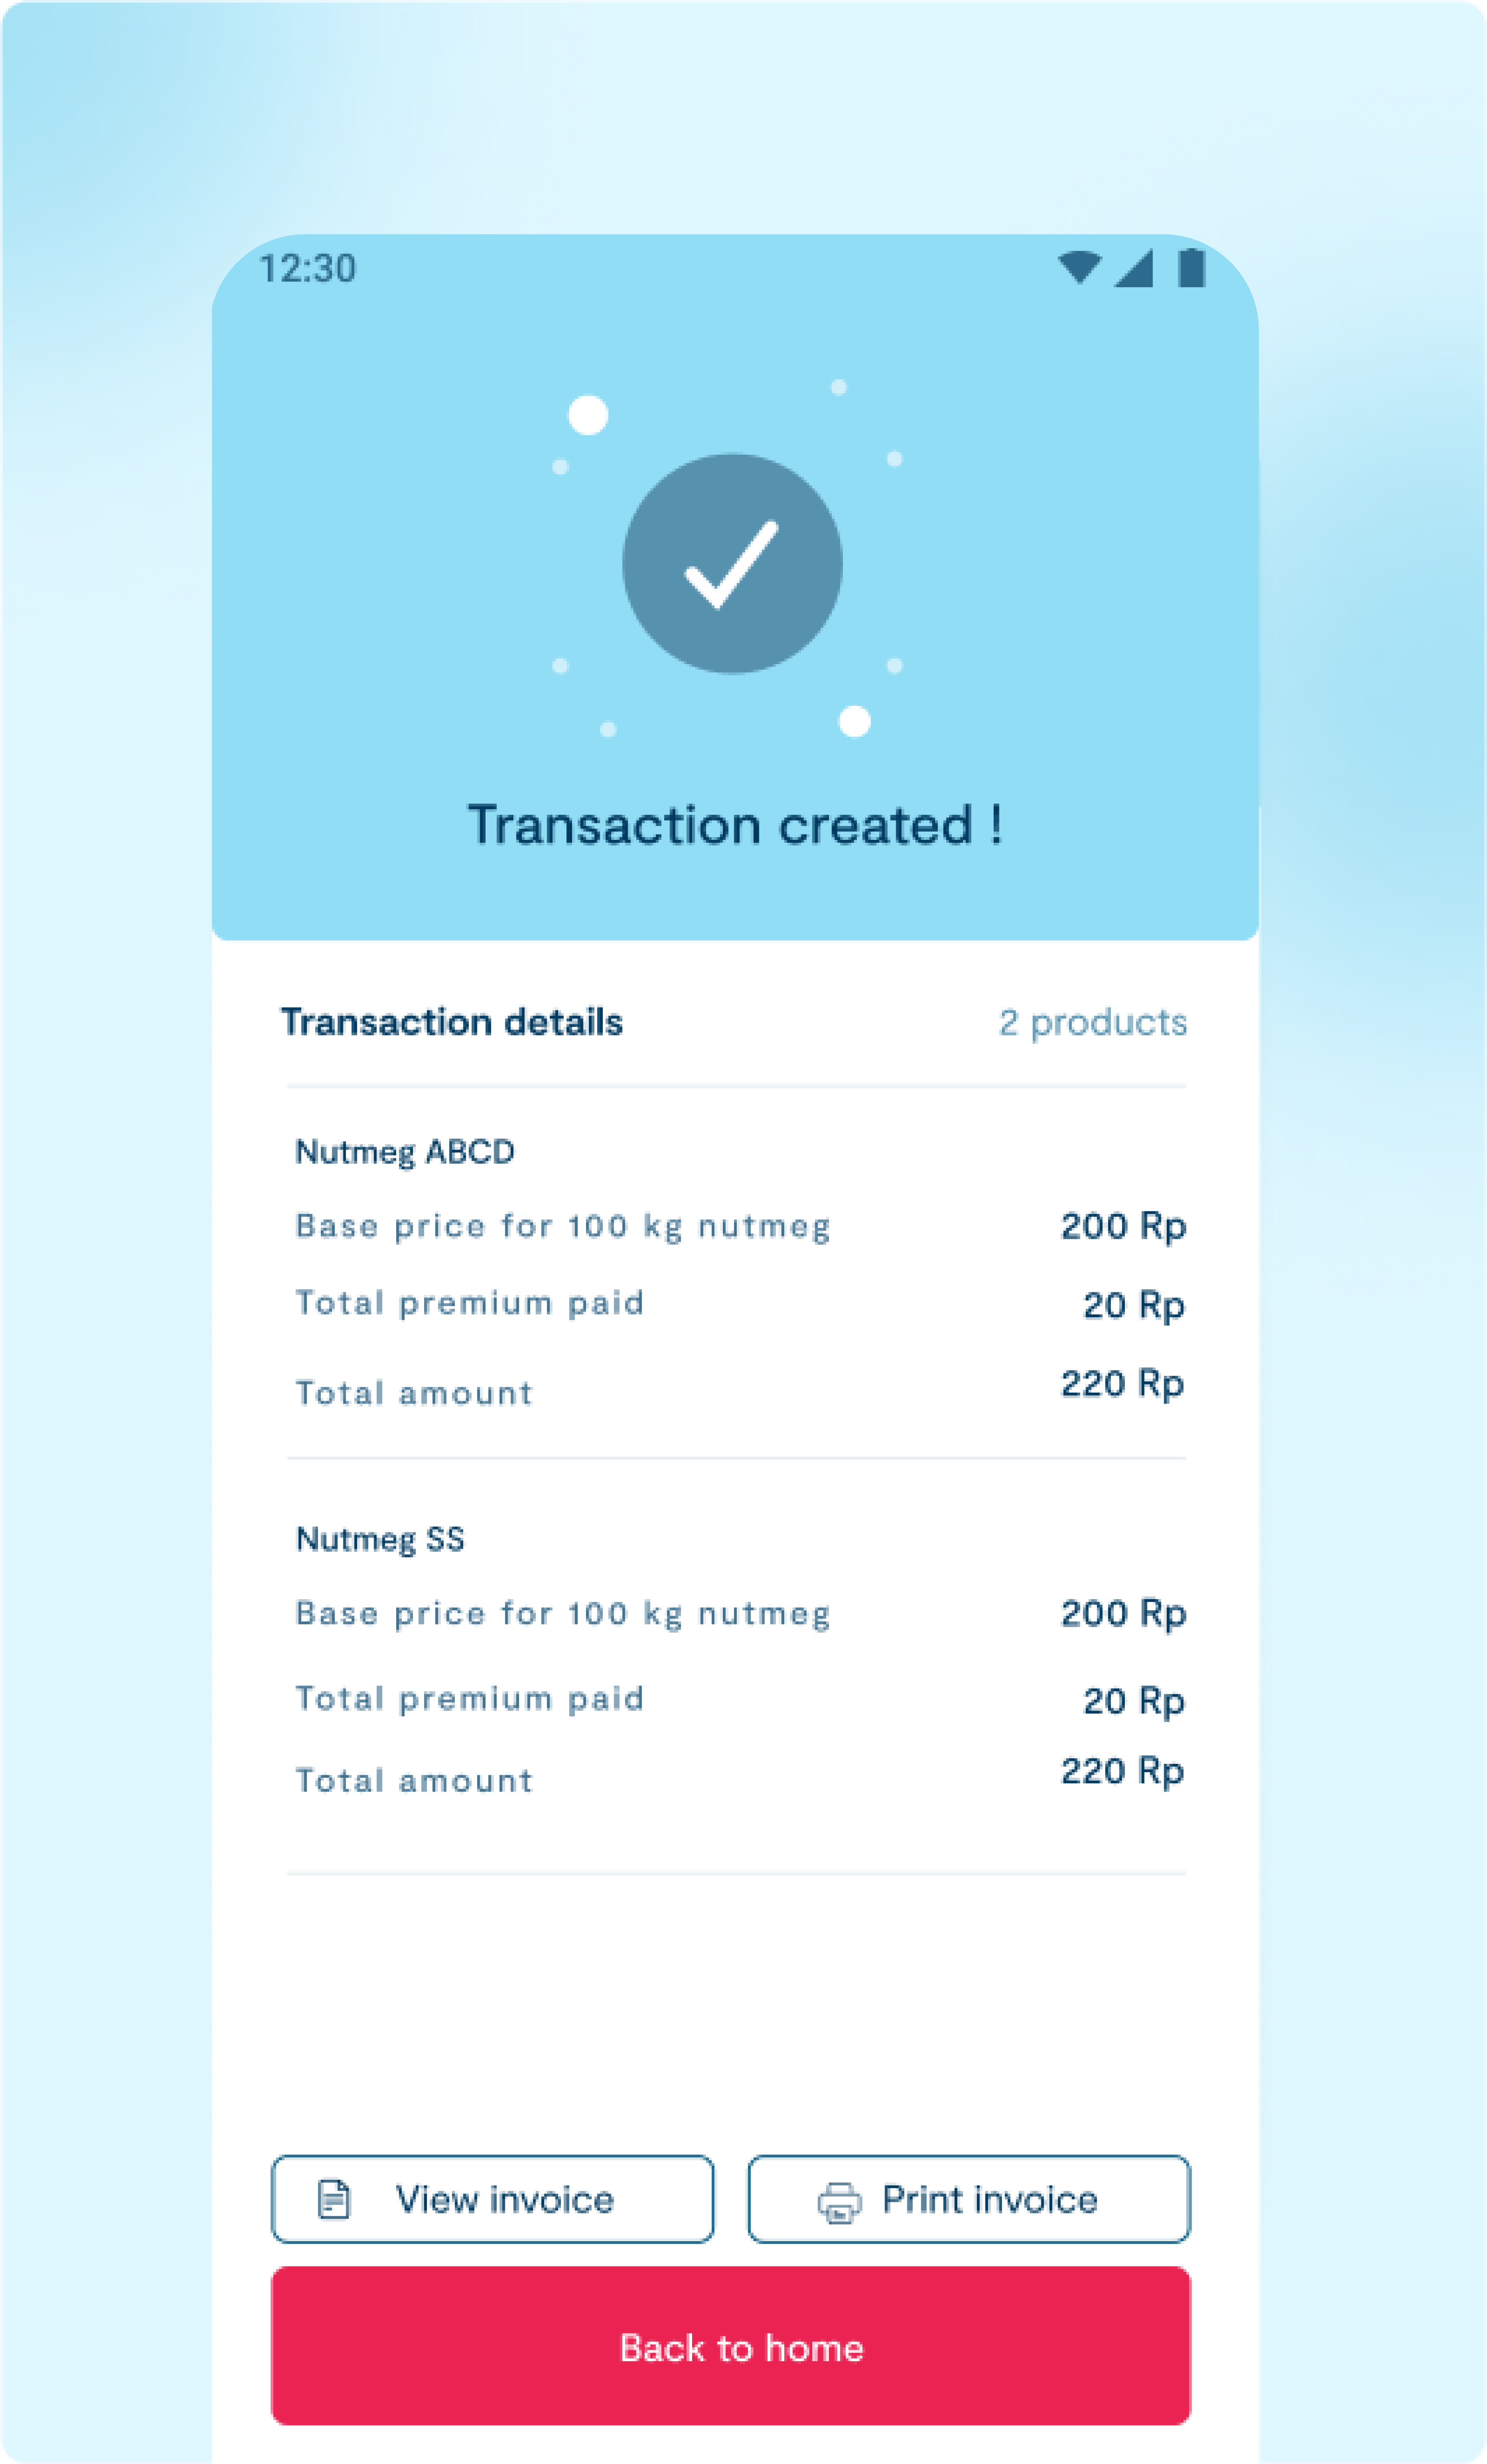 12:30
Transaction created !
Transaction details 2 products
Nutmeg ABCD
Base price for 100 kg nutmeg 200 Rp
Total premium paid 20 Rp
Total amount 220 Rp
Nutmeg SS
Base price for 100 kg nutmeg 200 Rp
Total premium paid 20 Rp
Total amount 220 Rp
View invoice Print invoice
Back to home